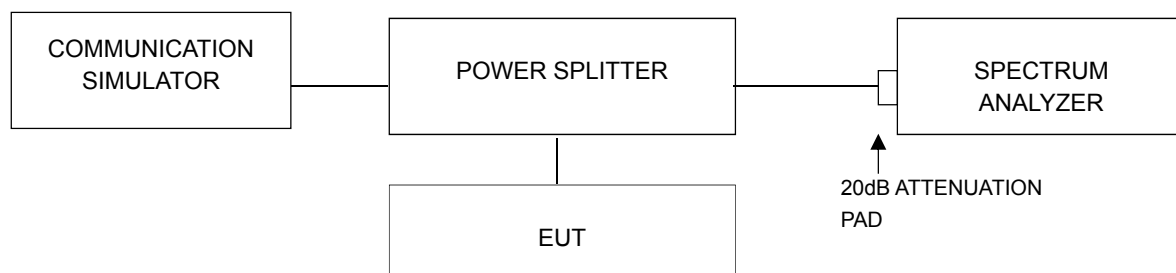 COMMUNICATION
SIMULATOR
POWER SPLITTER
SPECTRUM
ANALYZER
20dB ATTENUATION
PAD
EUT